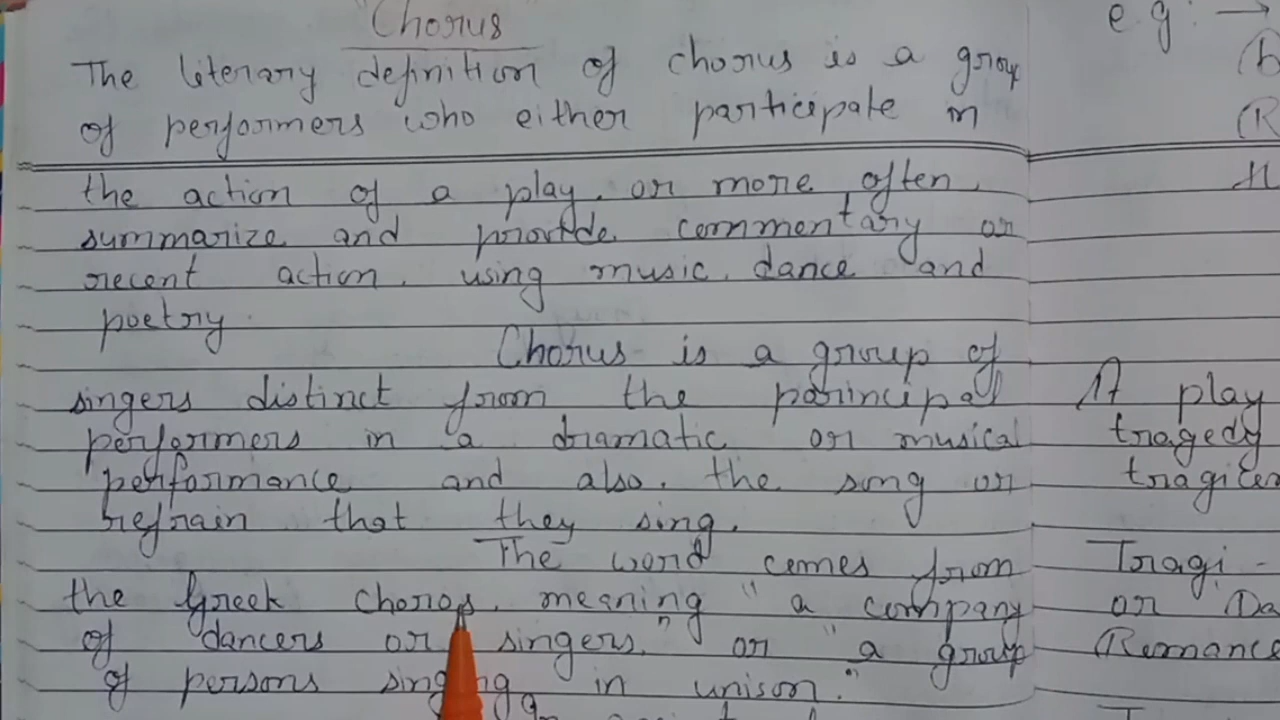 "Chorus"
The literary definition of chorus is a group
of performers who either participate in
the action of a play, or more often,
summarize and provide commentary on
recent action, using music, dance and
poetry.
Chorus is a group of
singers distinct from the parincipal
performers in a dramatic or musical
performance and also, the song or
refrain that they sing.
The word comes from
the Greek choros, meaning "a company
of dancers or singers," or "a group
of persons singing in unison."
e.g. →
(b
(R
A play
tragedy
Tragi-
or Da
Romance